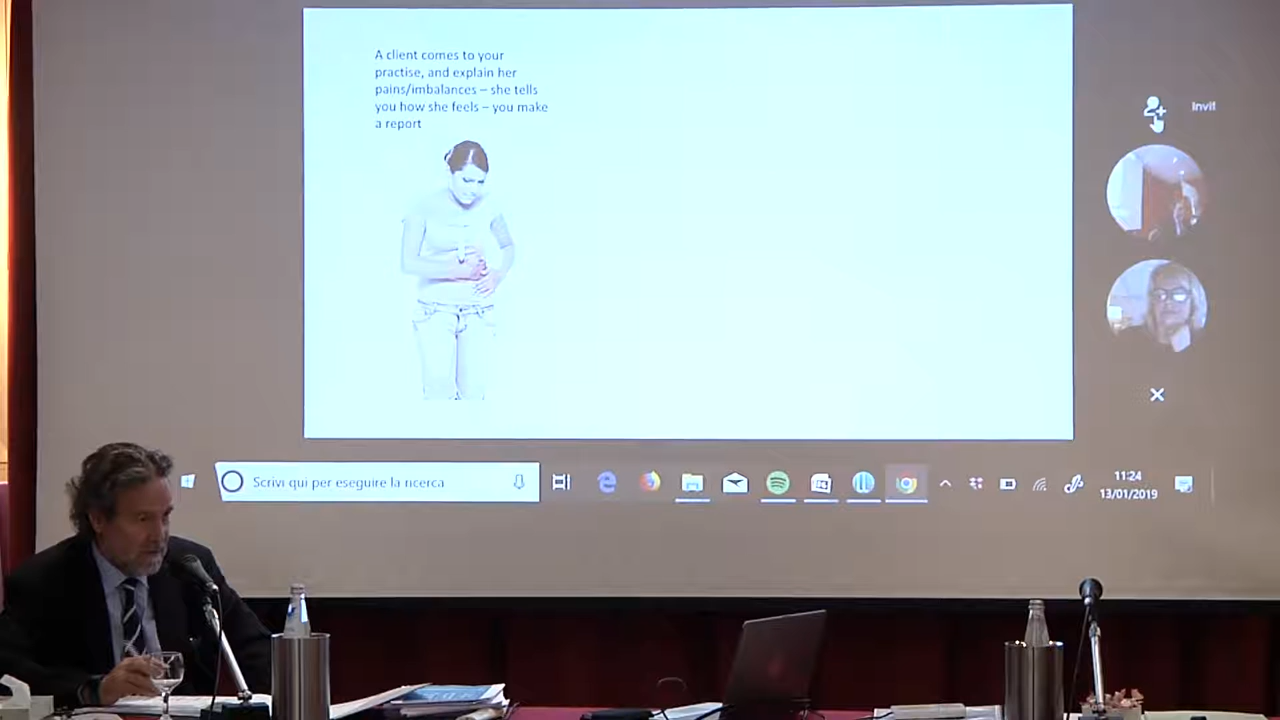 A client comes to your
practise, and explain her
pains/imbalances – she tells
you how she feels – you make
a report
Invit
Scrivi qui per eseguire la ricerca
11:24
13/01/2019